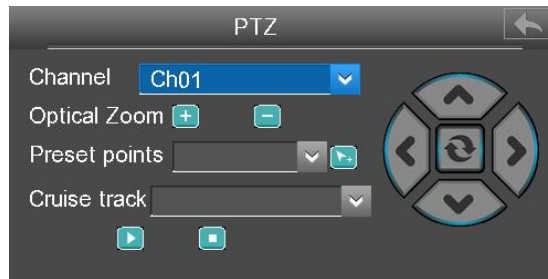 PTZ
Channel Ch01
Optical Zoom
Preset points
Cruise track